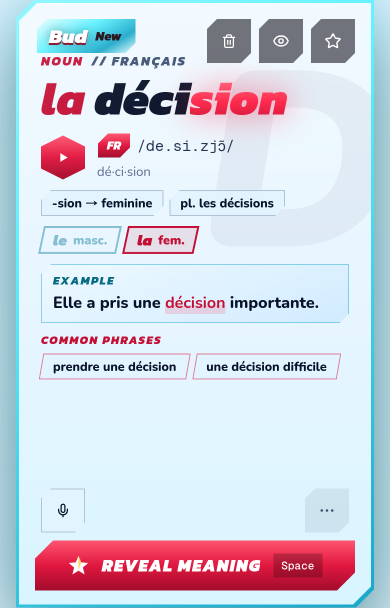 Bud New
NOUN // FRANÇAIS
la décision
FR /de.si.zjɔ̃/
dé·ci·sion
-sion → feminine pl. les décisions
le masc. la fem.
EXAMPLE
Elle a pris une décision importante.
COMMON PHRASES
prendre une décision une décision difficile
REVEAL MEANING Space